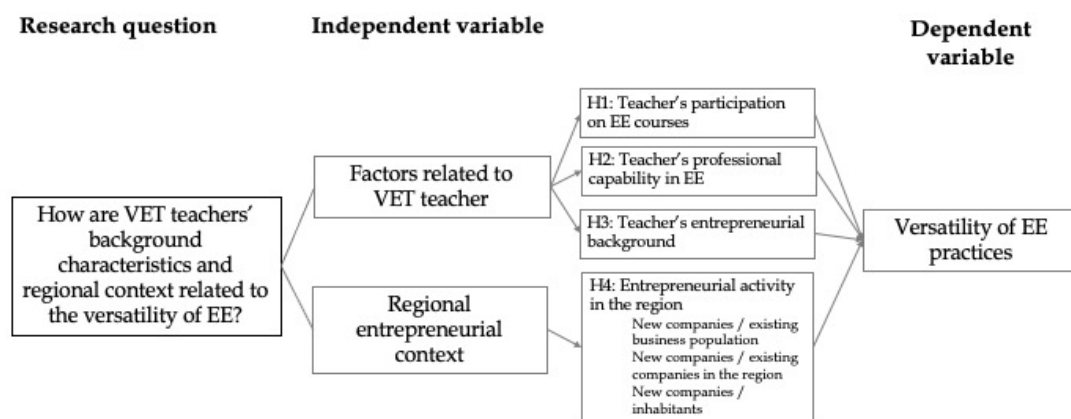 Research question
Independent variable
Dependent
variable
How are VET teachers'
background
characteristics and
regional context related to
the versatility of EE?
Factors related to
VET teacher
Regional
entrepreneurial
context
H1: Teacher's participation
on EE courses
H2: Teacher's professional
capability in EE
H3: Teacher's entrepreneurial
background
H4: Entrepreneurial activity
in the region
New companies / existing
business population
New companies / existing
companies in the region
New companies /
inhabitants
Versatility of EE
practices